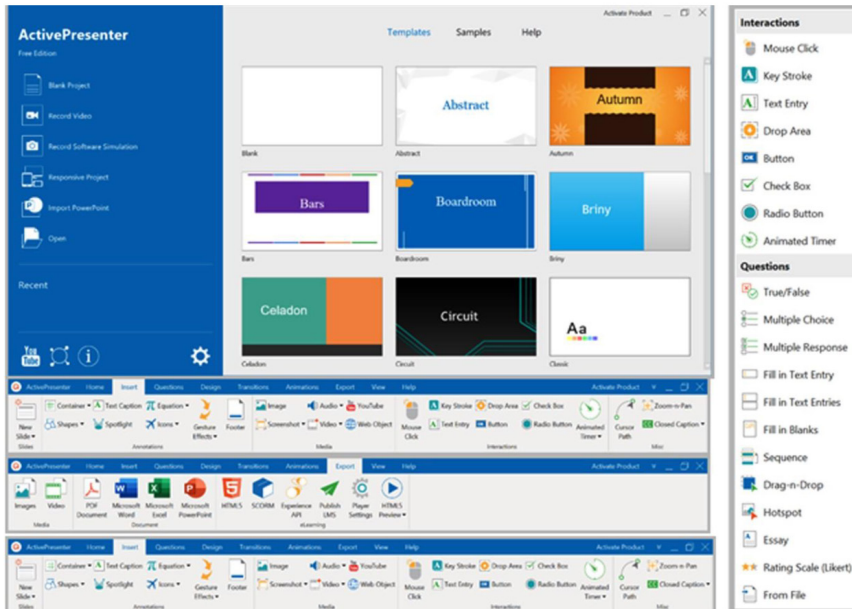 ActivePresenter
Free Edition
Blank Project
Record Video
Record Software Simulation
Responsive Project
Import PowerPoint
Open
Recent
You Tube
Activate Product
Templates Samples Help
Abstract
Autumn
Blank Abstract Autumn
Bars
Boardroom
Briny
Bars Boardroom Briny
Celadon
Circuit
Aa
Celadon Circuit Classic
ActivePresenter Home Insert Questions Design Transitions Animations Export View Help Activate Product
New Slide Container Text Caption Equation Shapes Spotlight Icons Gesture Effects Footer
Image Audio YouTube Screenshot Video Web Object
Mouse Click Key Stroke Drop Area Check Box Text Entry Button Radio Button Animated Timer
Cursor Path Zoom-n-Pan Closed Caption
Slides Annotations Media Interactions Misc
ActivePresenter Home Insert Questions Design Transitions Animations Export View Help Activate Product
Images Video PDF Document Microsoft Word Microsoft Excel Microsoft PowerPoint HTML5 SCORM Experience API Publish LMS Player Settings HTML5 Preview
Media Document eLearning
ActivePresenter Home Insert Questions Design Transitions Animations Export View Help Activate Product
New Slide Container Text Caption Equation Shapes Spotlight Icons Gesture Effects Footer
Image Audio YouTube Screenshot Video Web Object
Mouse Click Key Stroke Drop Area Check Box Text Entry Button Radio Button Animated Timer
Cursor Path Zoom-n-Pan Closed Caption
Slides Annotations Media Interactions Misc
Interactions
Mouse Click
Key Stroke
Text Entry
Drop Area
Button
Check Box
Radio Button
Animated Timer
Questions
True/False
Multiple Choice
Multiple Response
Fill in Text Entry
Fill in Text Entries
Fill in Blanks
Sequence
Drag-n-Drop
Hotspot
Essay
Rating Scale (Likert)
From File